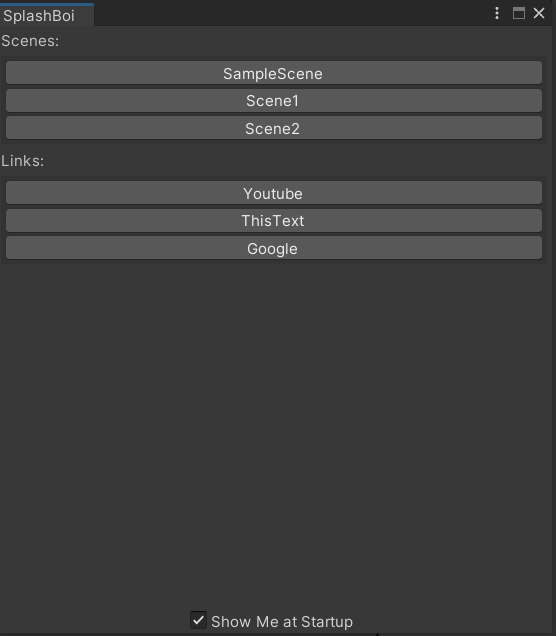 SplashBoi
Scenes:
SampleScene
Scene1
Scene2
Links:
Youtube
ThisText
Google
Show Me at Startup